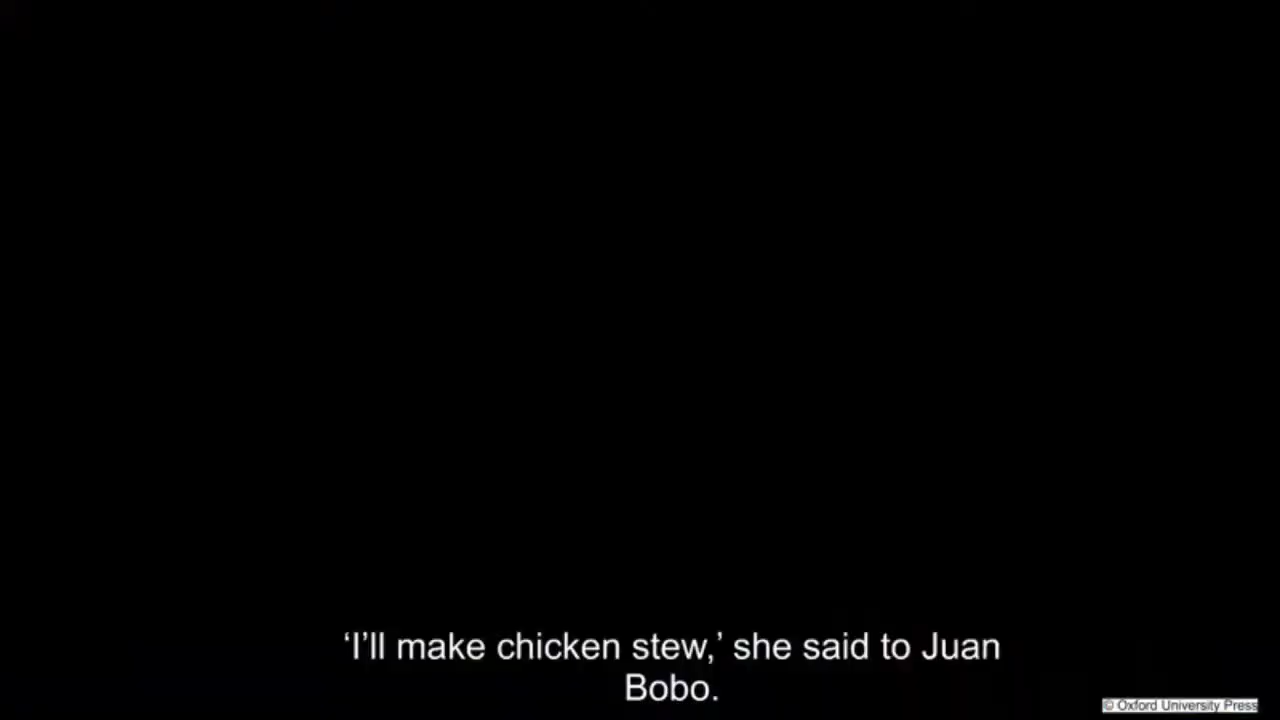 ‘I’ll make chicken stew,’ she said to Juan
Bobo.
© Oxford University Press